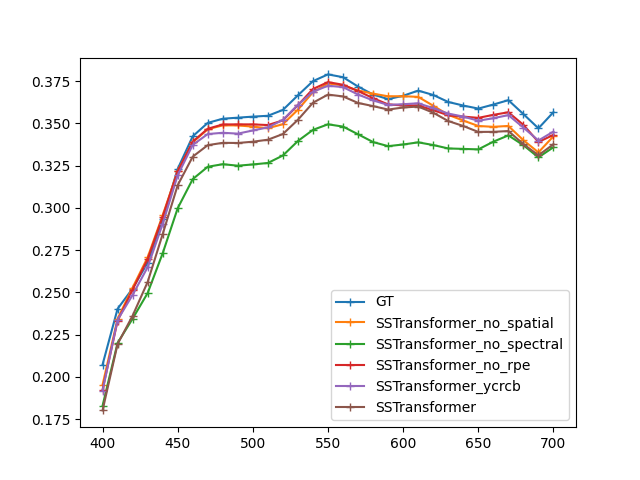 0.375
0.350
0.325
0.300
0.275
0.250
0.225
0.200
0.175
400 450 500 550 600 650 700
GT
SSTransformer_no_spatial
SSTransformer_no_spectral
SSTransformer_no_rpe
SSTransformer_ycrcb
SSTransformer